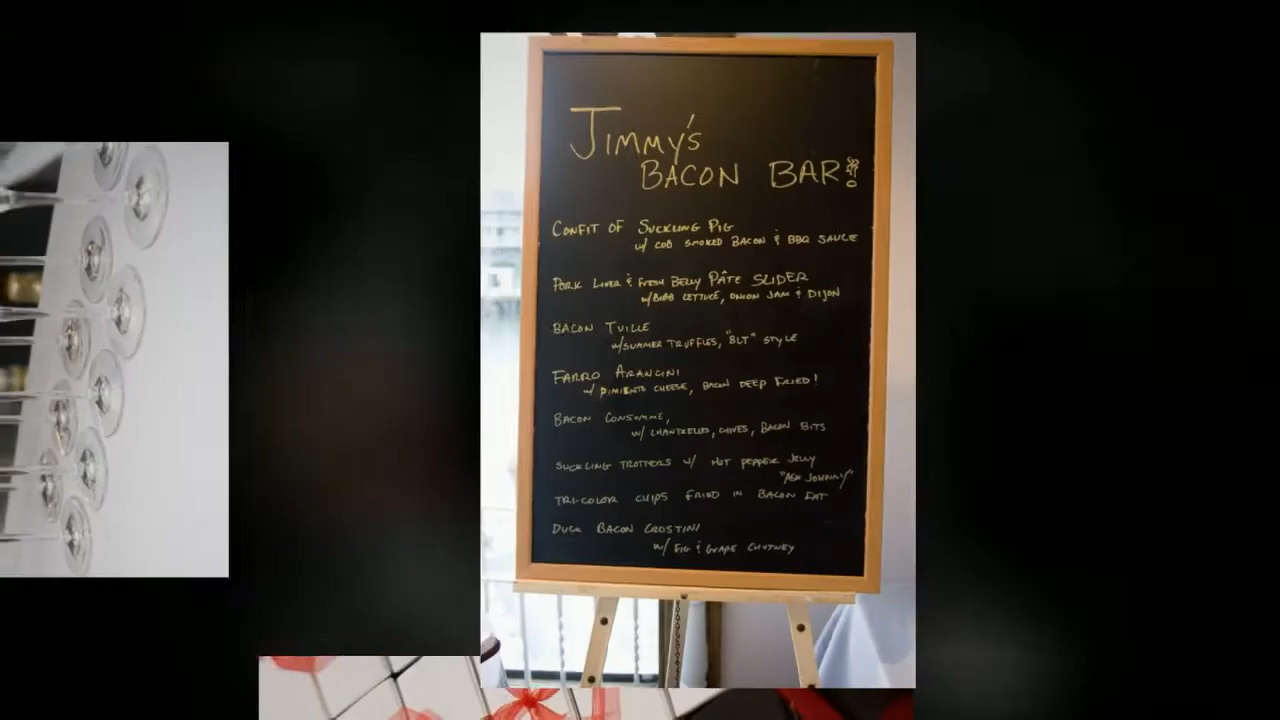 JIMMY'S
BACON BAR!
CONFIT OF SUCKLING PIG
w/ COB SMOKED BACON & BBQ SAUCE
PORK LIVER & FRESH BELLY PÂTE SLIDER
w/ BIBB LETTUCE, ONION JAM & DIJON
BACON TUILLE
w/ SUMMER TRUFFLES, "BLT" STYLE
FARRO ARANCINI
w/ PIMIENTO CHEESE, BACON DEEP FRIED!
BACON CONSOMME,
w/ CHANTRELLES, CHIVES, BACON BITS
SUCKLING TROTTERS w/ HOT PEPPER JELLY
"ASK JOHNNY"
TRI-COLOR CHIPS FRIED IN BACON FAT
DUCK BACON CROSTINI
w/ FIG & GRAPE CHUTNEY